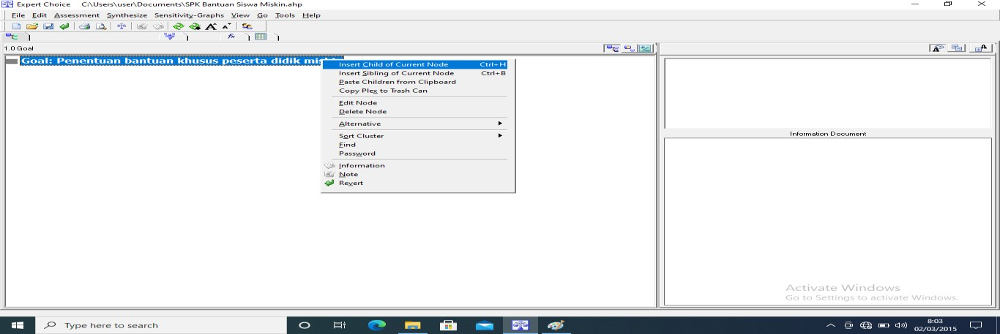 Expert Choice C:\Users\user\Documents\SPK Bantuan Siswa Miskin.ahp
File Edit Assessment Synthesize Sensitivity-Graphs View Go Tools Help
1.0 Goal
Goal: Penentuan bantuan khusus peserta didik
Insert Child of Current Node Ctrl+H
Insert Sibling of Current Node Ctrl+B
Paste Children from Clipboard
Copy Plex to Trash Can
Edit Node
Delete Node
Alternative
Sort Cluster
Find
Password
Information
Note
Revert
Information Document
Activate Windows
Go to Settings to activate Windows.
Type here to search
8:03
02/03/2015